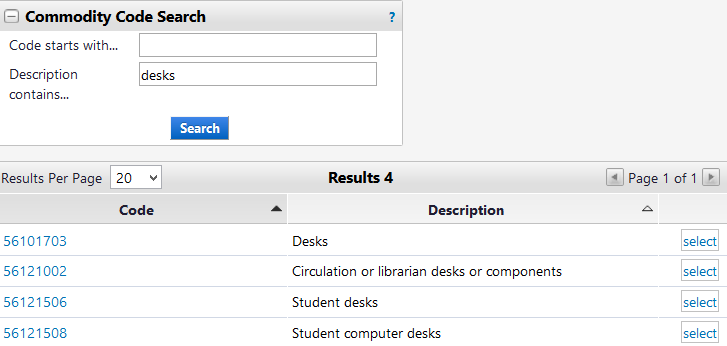 Commodity Code Search ?
Code starts with...
Description desks
contains...
Search
Results Per Page 20 Results 4 Page 1 of 1
Code Description
56101703 Desks select
56121002 Circulation or librarian desks or components select
56121506 Student desks select
56121508 Student computer desks select